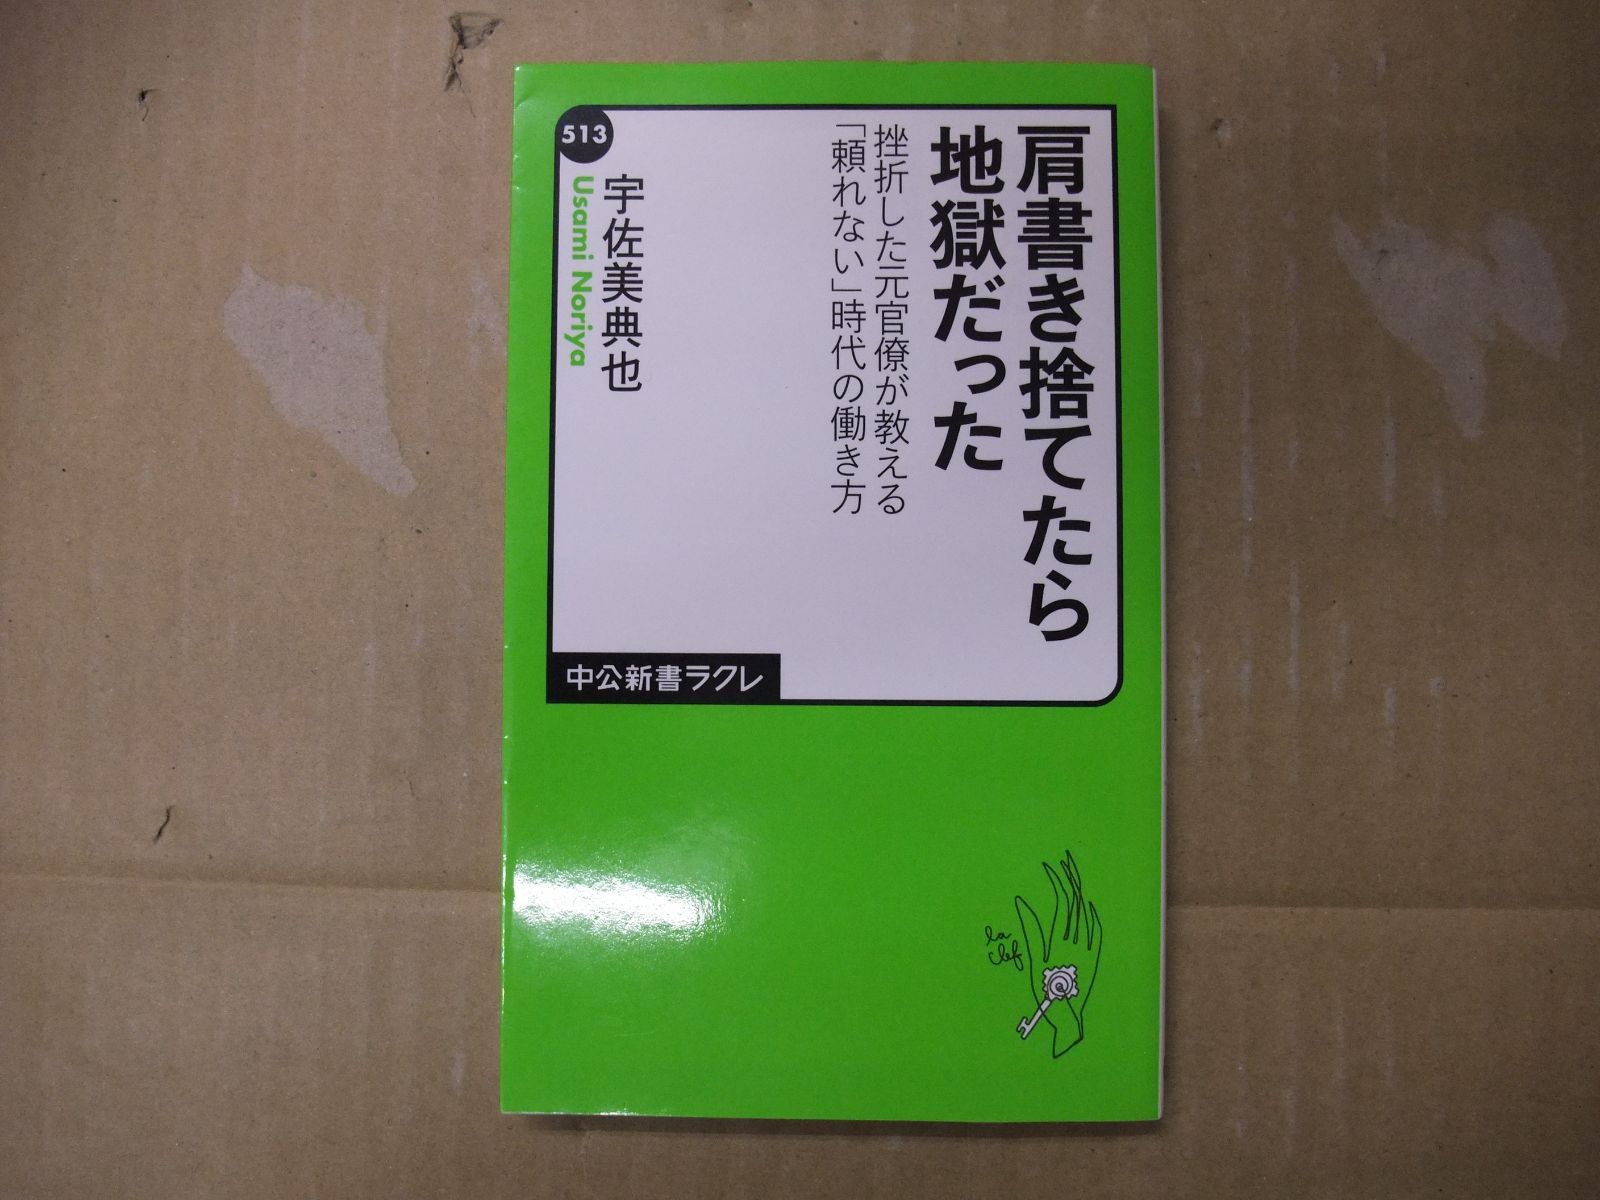 肩書き捨てたら
地獄だった
挫折した元官僚が教える
「頼れない」時代の働き方
宇佐美典也
Usami Noriya
513
中公新書ラクレ
la
clef